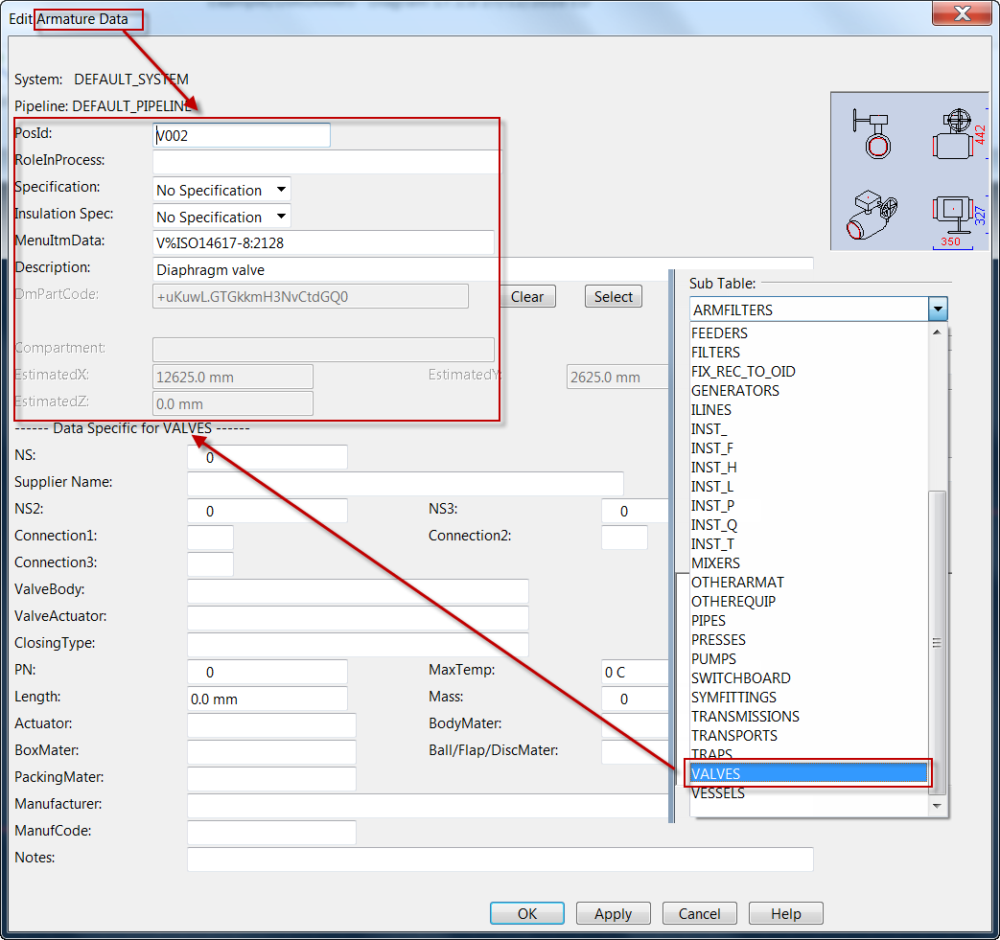 Edit Armature Data
System: DEFAULT_SYSTEM
Pipeline: DEFAULT_PIPELINE
PosId: V002
RoleInProcess:
Specification: No Specification
Insulation Spec: No Specification
MenuItmData: V%ISO14617-8:2128
Description: Diaphragm valve
DmPartCode: +uKuwL.GTGkkmH3NvCtdGQ0 Clear Select
Compartment:
EstimatedX: 12625.0 mm EstimatedY: 2625.0 mm
EstimatedZ: 0.0 mm
------ Data Specific for VALVES ------
NS: 0
Supplier Name:
NS2: 0 NS3: 0
Connection1: Connection2:
Connection3:
ValveBody:
ValveActuator:
ClosingType:
PN: 0 MaxTemp: 0 C
Length: 0.0 mm Mass: 0
Actuator: BodyMater:
BoxMater: Ball/Flap/DiscMater:
PackingMater:
Manufacturer:
ManufCode:
Notes:
442
327
350
Sub Table:
ARMFILTERS
FEEDERS
FILTERS
FIX_REC_TO_OID
GENERATORS
ILINES
INST_
INST_F
INST_H
INST_L
INST_P
INST_Q
INST_T
MIXERS
OTHERARMAT
OTHEREQUIP
PIPES
PRESSES
PUMPS
SWITCHBOARD
SYMFITTINGS
TRANSMISSIONS
TRANSPORTS
TRAPS
VALVES
VESSELS
OK Apply Cancel Help